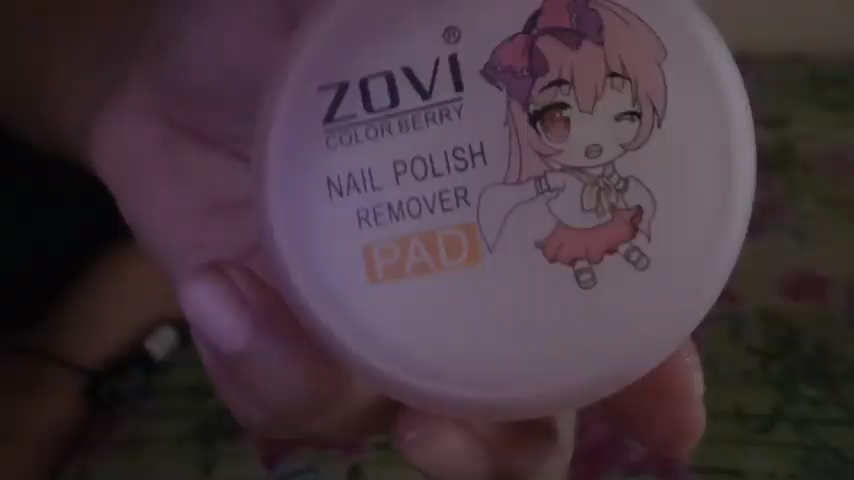 ZOVI®
COLOR BERRY
NAIL POLISH
REMOVER
PAD